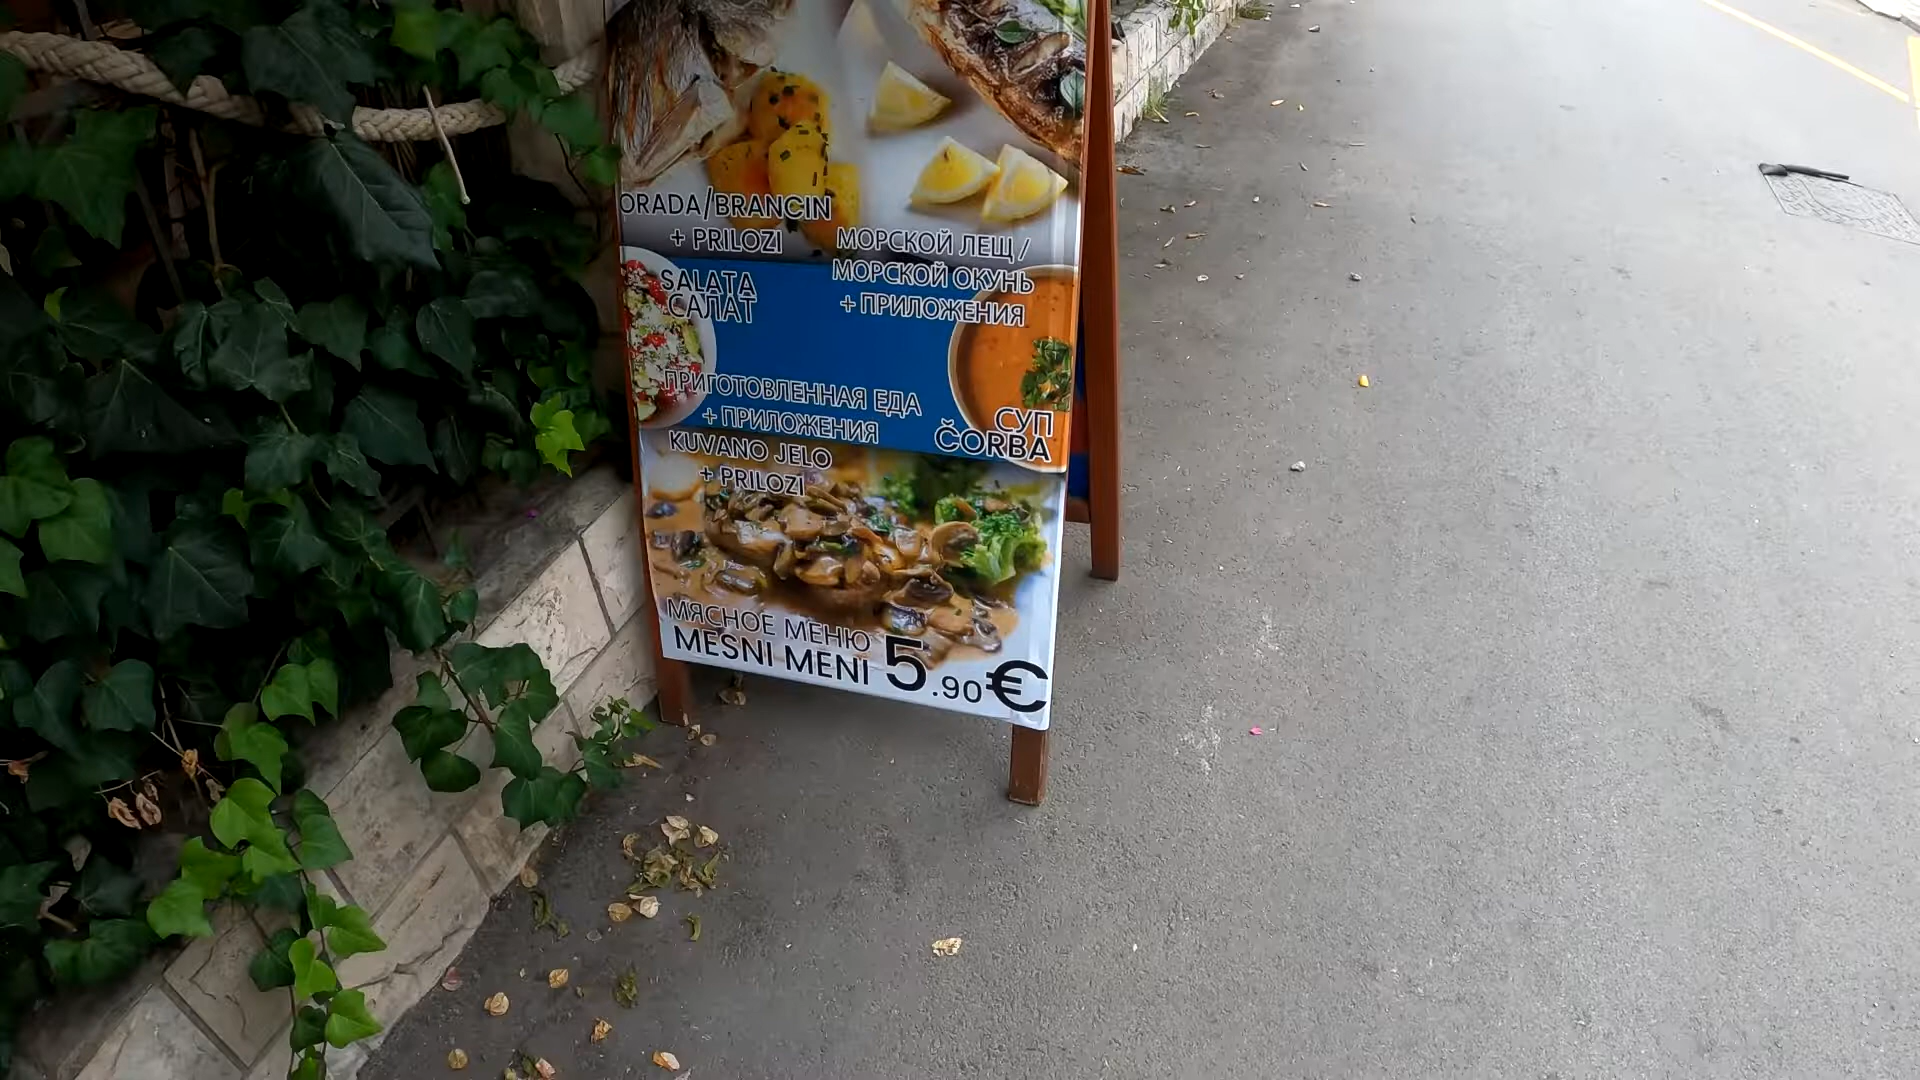 ORADA/BRANCIN
+ PRILOZI
МОРСКОЙ ЛЕЩ /
МОРСКОЙ ОКУНЬ
+ ПРИЛОЖЕНИЯ
SALATA
САЛАТ
ПРИГОТОВЛЕННАЯ ЕДА
+ ПРИЛОЖЕНИЯ
KUVANO JELO
+ PRILOZI
СУП
ČORBA
МЯСНОЕ МЕНЮ
MESNI MENI 5.90€